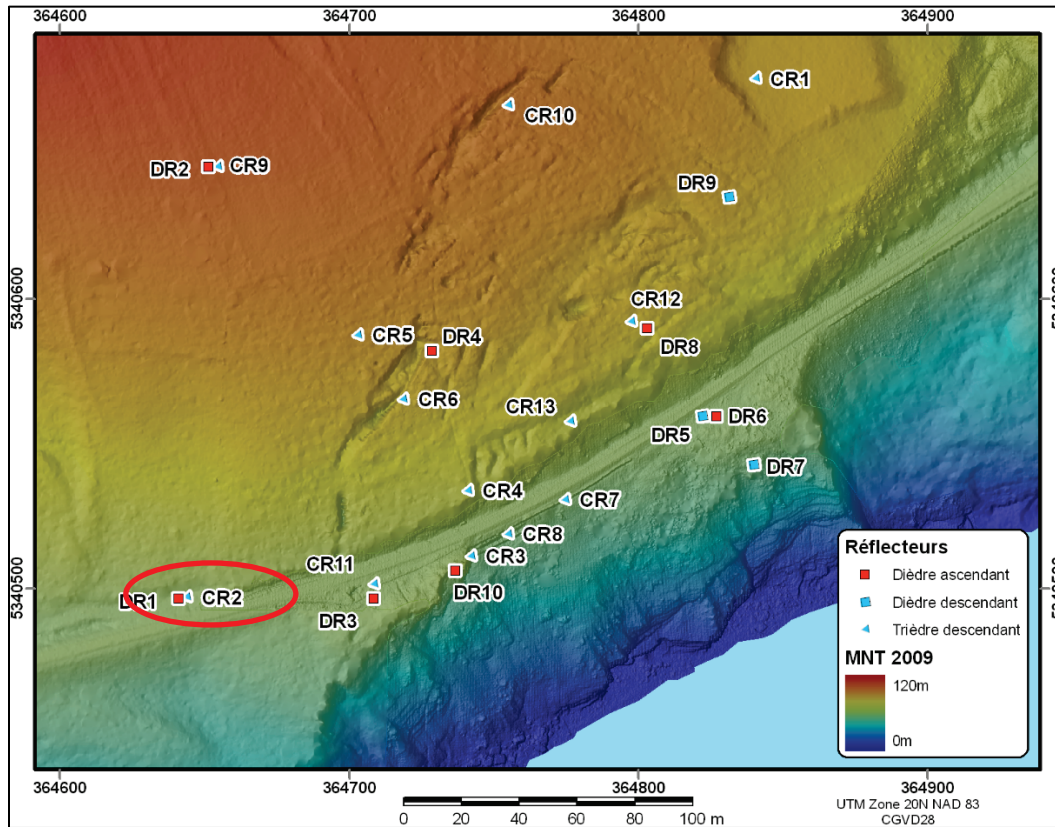 364600 364700 364800 364900
CR1
CR10
DR2 CR9
DR9
5340600
CR12
CR5 DR4
DR8
CR6
CR13
DR5 DR6
DR7
CR4
CR7
CR8
CR11 CR3
5340500
DR1 CR2
DR3
DR10
Réflecteurs
Dièdre ascendant
Dièdre descendant
Trièdre descendant
MNT 2009
120m
0m
364600 364700 364800 364900
0 20 40 60 80 100 m
UTM Zone 20N NAD 83
CGVD28